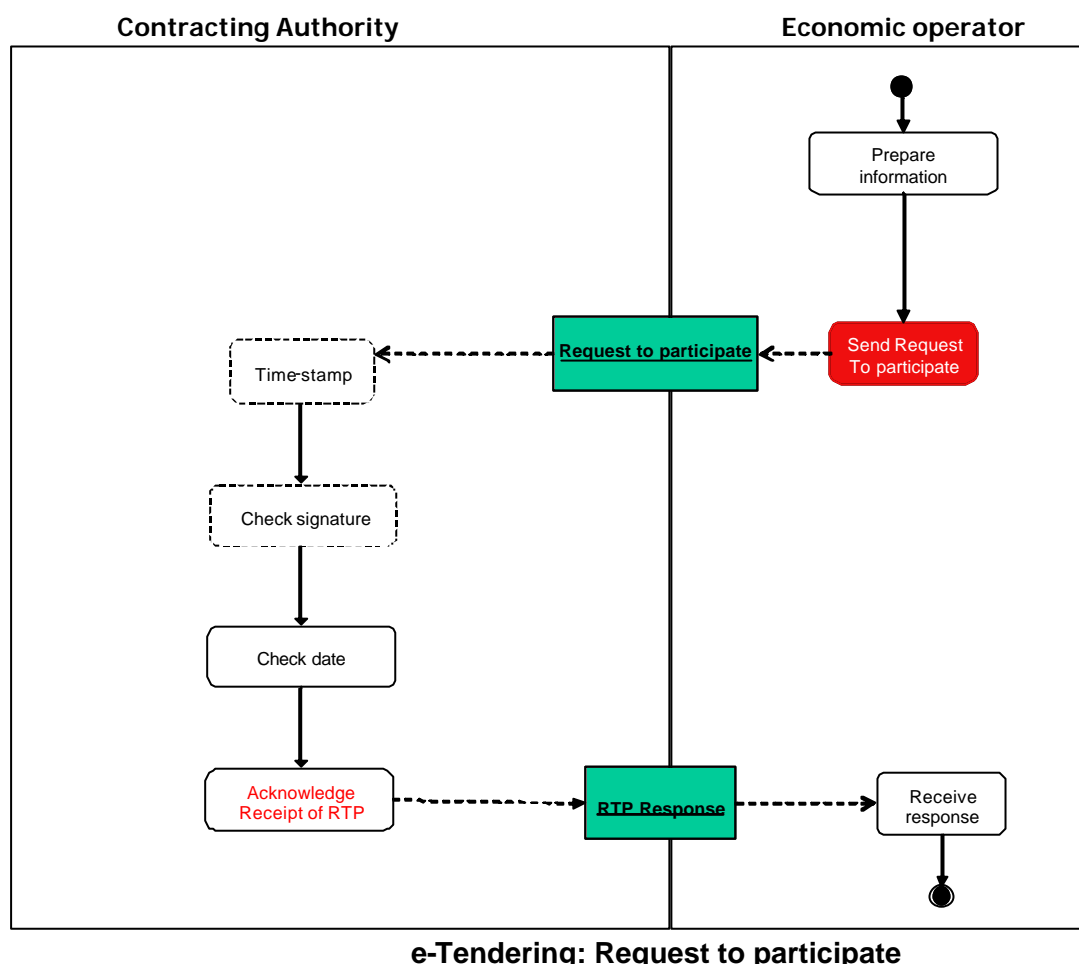 Contracting Authority
Economic operator
Prepare
information
Request to participate
Send Request
To participate
Time-stamp
Check signature
Check date
Acknowledge
Receipt of RTP
RTP Response
Receive
response
e-Tendering: Request to participate